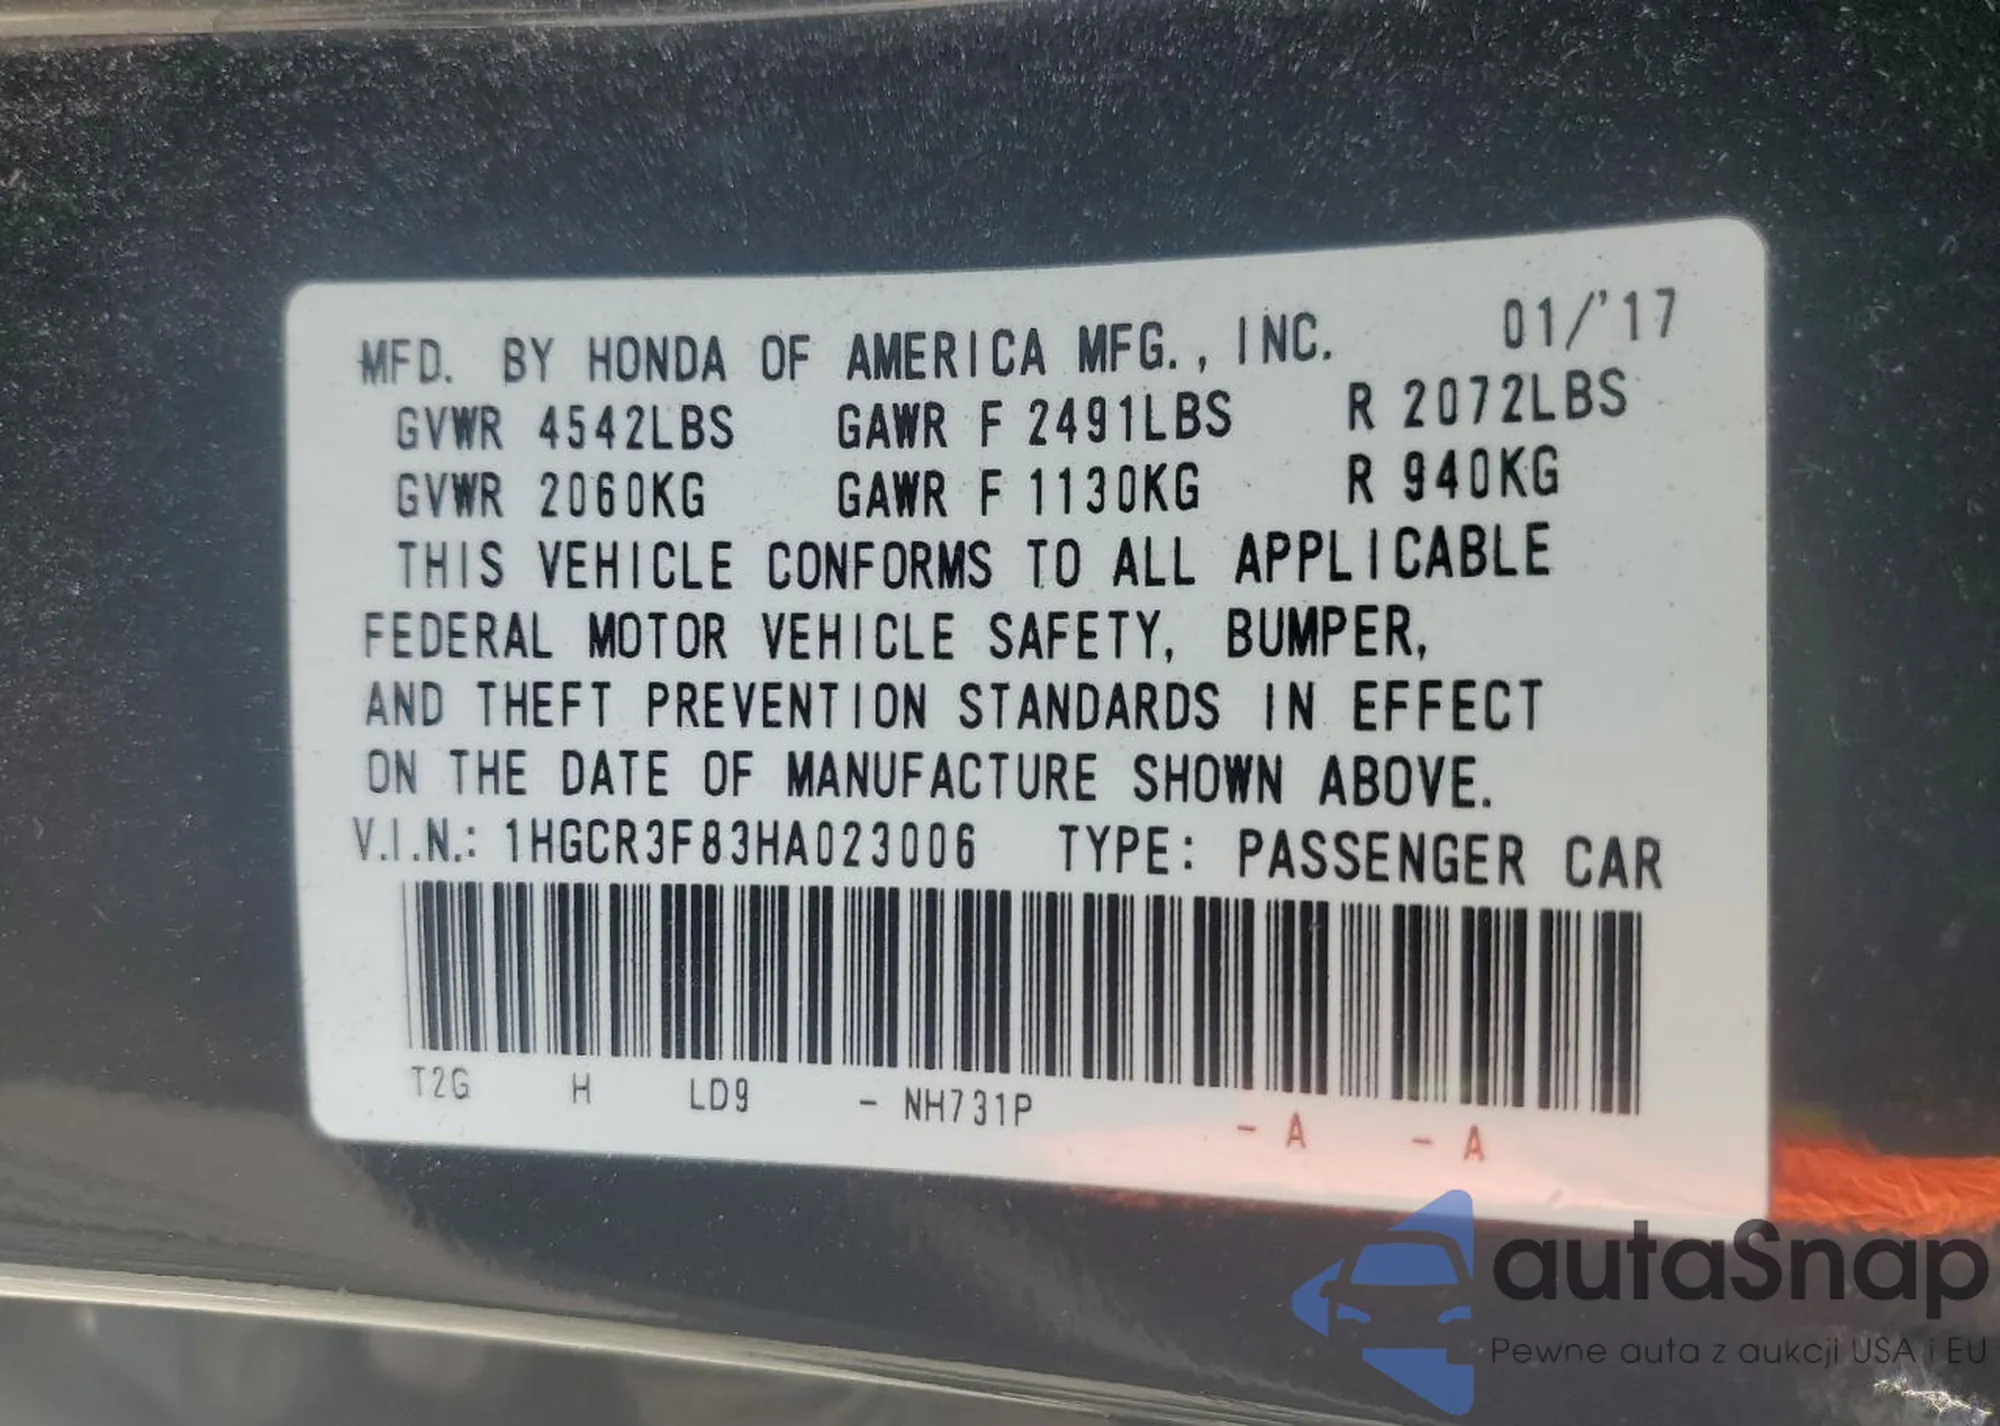 MFD. BY HONDA OF AMERICA MFG., INC. 01/'17
GVWR 4542LBS GAWR F 2491LBS R 2072LBS
GVWR 2060KG GAWR F 1130KG R 940KG
THIS VEHICLE CONFORMS TO ALL APPLICABLE
FEDERAL MOTOR VEHICLE SAFETY, BUMPER,
AND THEFT PREVENTION STANDARDS IN EFFECT
ON THE DATE OF MANUFACTURE SHOWN ABOVE.
V.I.N.: 1HGCR3F83HA023006 TYPE: PASSENGER CAR
T2G H LD9 - NH731P - A - A
autaSnap
Pewne auta z aukcji USA i EU